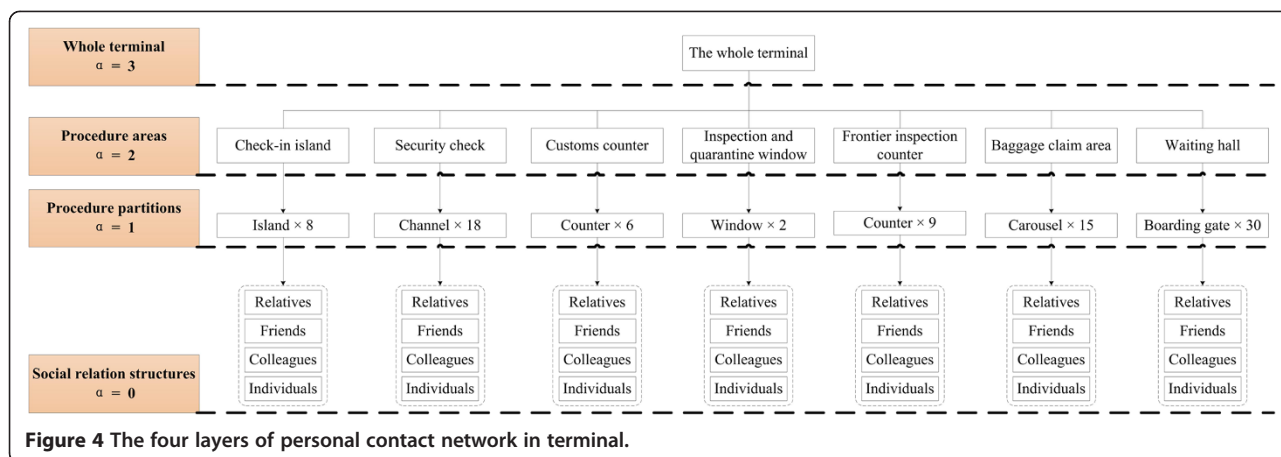 Whole terminal
α = 3
The whole terminal
Procedure areas
α = 2
Check-in island
Security check
Customs counter
Inspection and
quarantine window
Frontier inspection
counter
Baggage claim area
Waiting hall
Procedure partitions
α = 1
Island × 8
Channel × 18
Counter × 6
Window × 2
Counter × 9
Carousel × 15
Boarding gate × 30
Social relation structures
α = 0
Relatives
Friends
Colleagues
Individuals
Relatives
Friends
Colleagues
Individuals
Relatives
Friends
Colleagues
Individuals
Relatives
Friends
Colleagues
Individuals
Relatives
Friends
Colleagues
Individuals
Relatives
Friends
Colleagues
Individuals
Relatives
Friends
Colleagues
Individuals
Figure 4 The four layers of personal contact network in terminal.